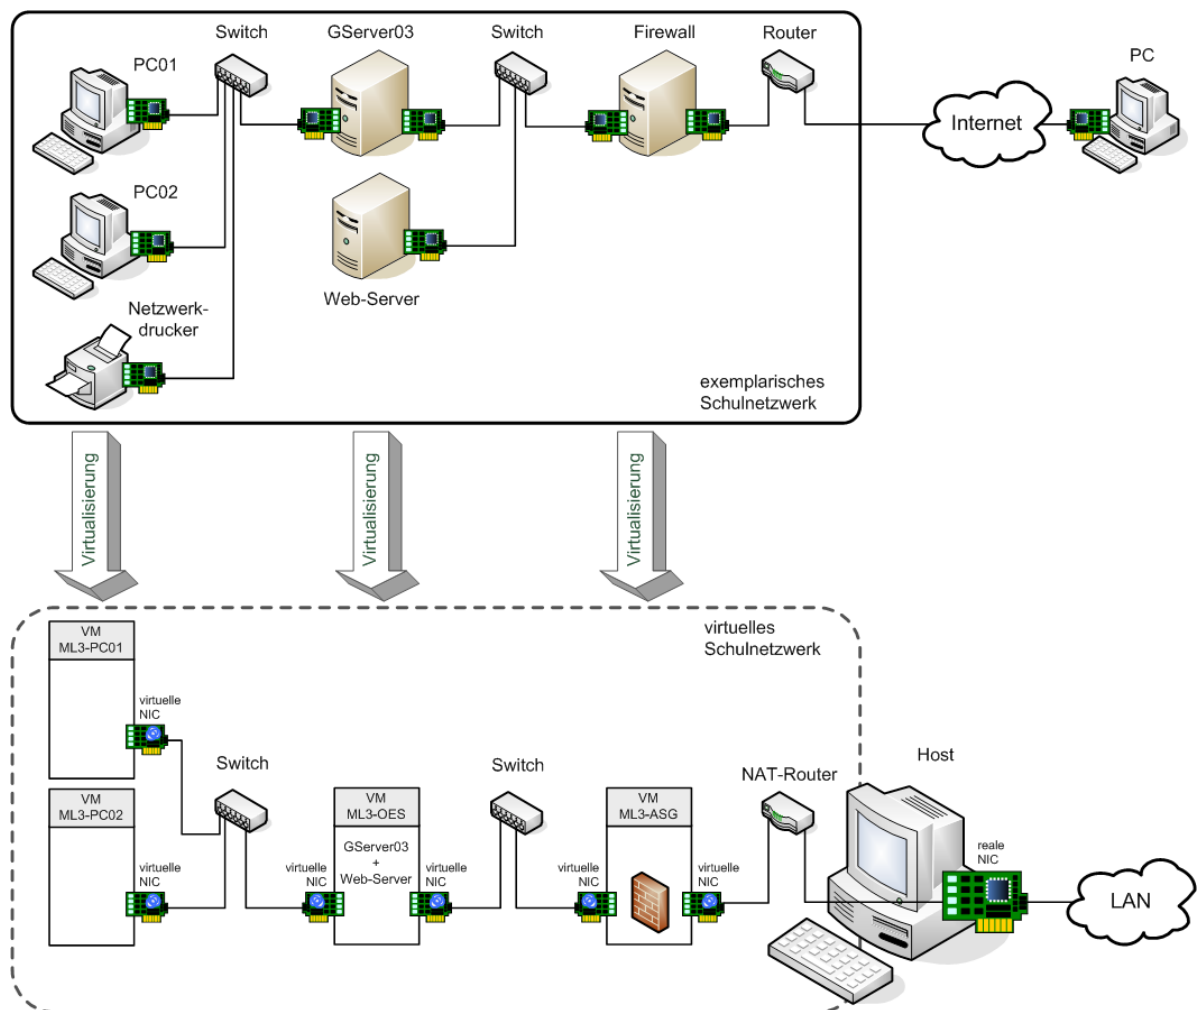 Switch
GServer03
Switch
Firewall
Router
PC
PC01
Internet
PC02
Web-Server
Netzwerk-
drucker
exemplarisches
Schulnetzwerk
Virtualisierung
Virtualisierung
Virtualisierung
VM
ML3-PC01
virtuelles
Schulnetzwerk
virtuelle
NIC
Switch
Switch
NAT-Router
Host
VM
ML3-PC02
VM
ML3-OES
GServer03
+
Web-Server
VM
ML3-ASG
virtuelle
NIC
virtuelle
NIC
virtuelle
NIC
virtuelle
NIC
virtuelle
NIC
reale
NIC
LAN